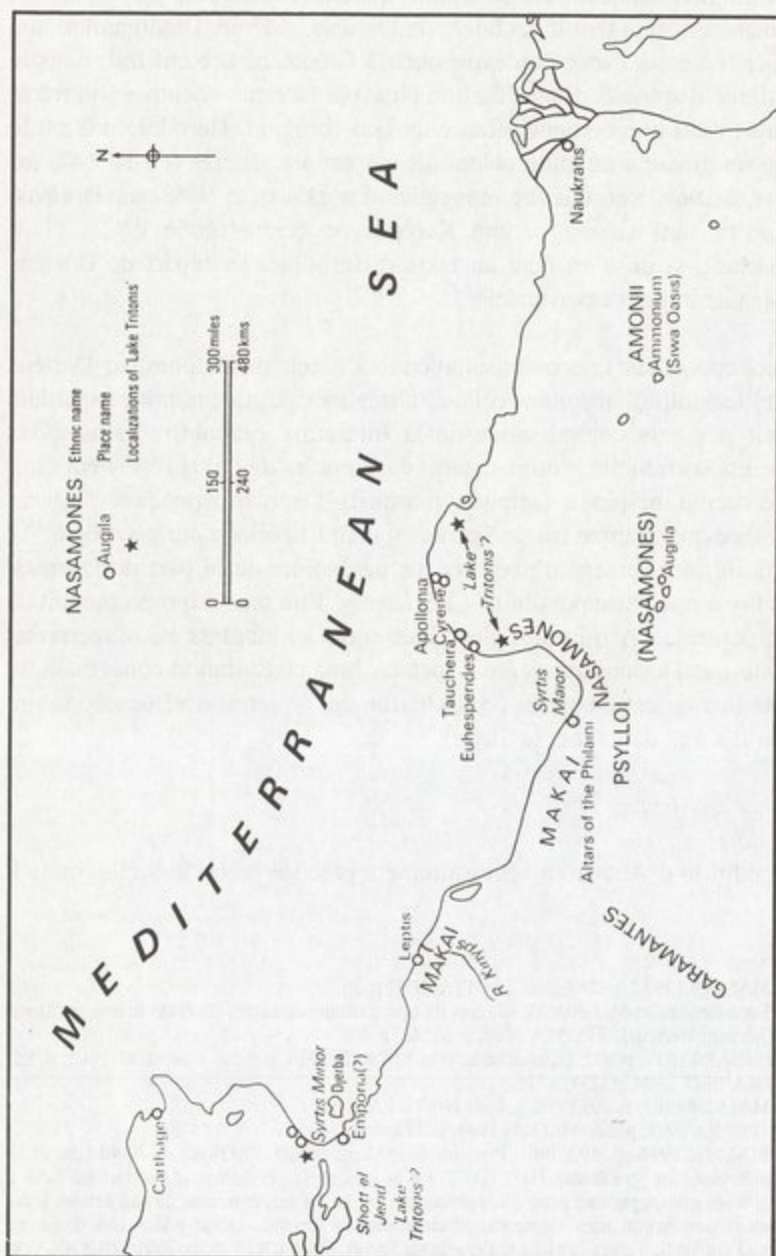 MEDITERRANEAN SEA
N
NASAMONES Ethnic name
Augila Place name
Localizations of 'Lake Tritonis'
0 150 300 miles
0 240 480 kms
Carthage
Syrtis Minor
Djerba
Emporia(?)
Shott el
Jerid
'Lake
Tritonis'?
Leptis
MAKAI
R. Kinyps
GARAMANTES
MAKAI
Altars of the Philaini
PSYLLOI
Syrtis
Manor
NASAMONES
Euhesperides
Taucheira
Cyrene
Apollonia
'Lake
Tritonis'?
(NASAMONES)
Augila
AMONII
Ammonium
(Siwa Oasis)
Naukratis